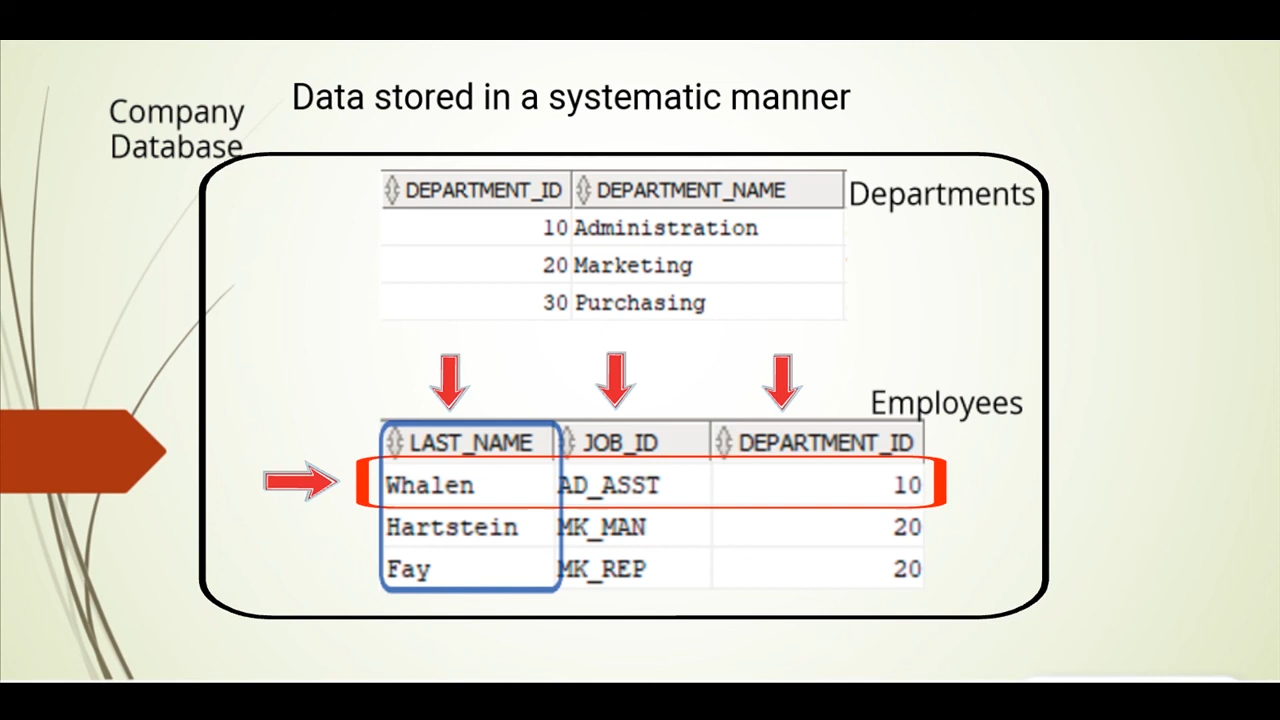 Data stored in a systematic manner
Company
Database
DEPARTMENT_ID DEPARTMENT_NAME
Departments
10 Administration
20 Marketing
30 Purchasing
Employees
LAST_NAME JOB_ID DEPARTMENT_ID
Whalen AD_ASST 10
Hartstein MK_MAN 20
Fay MK_REP 20